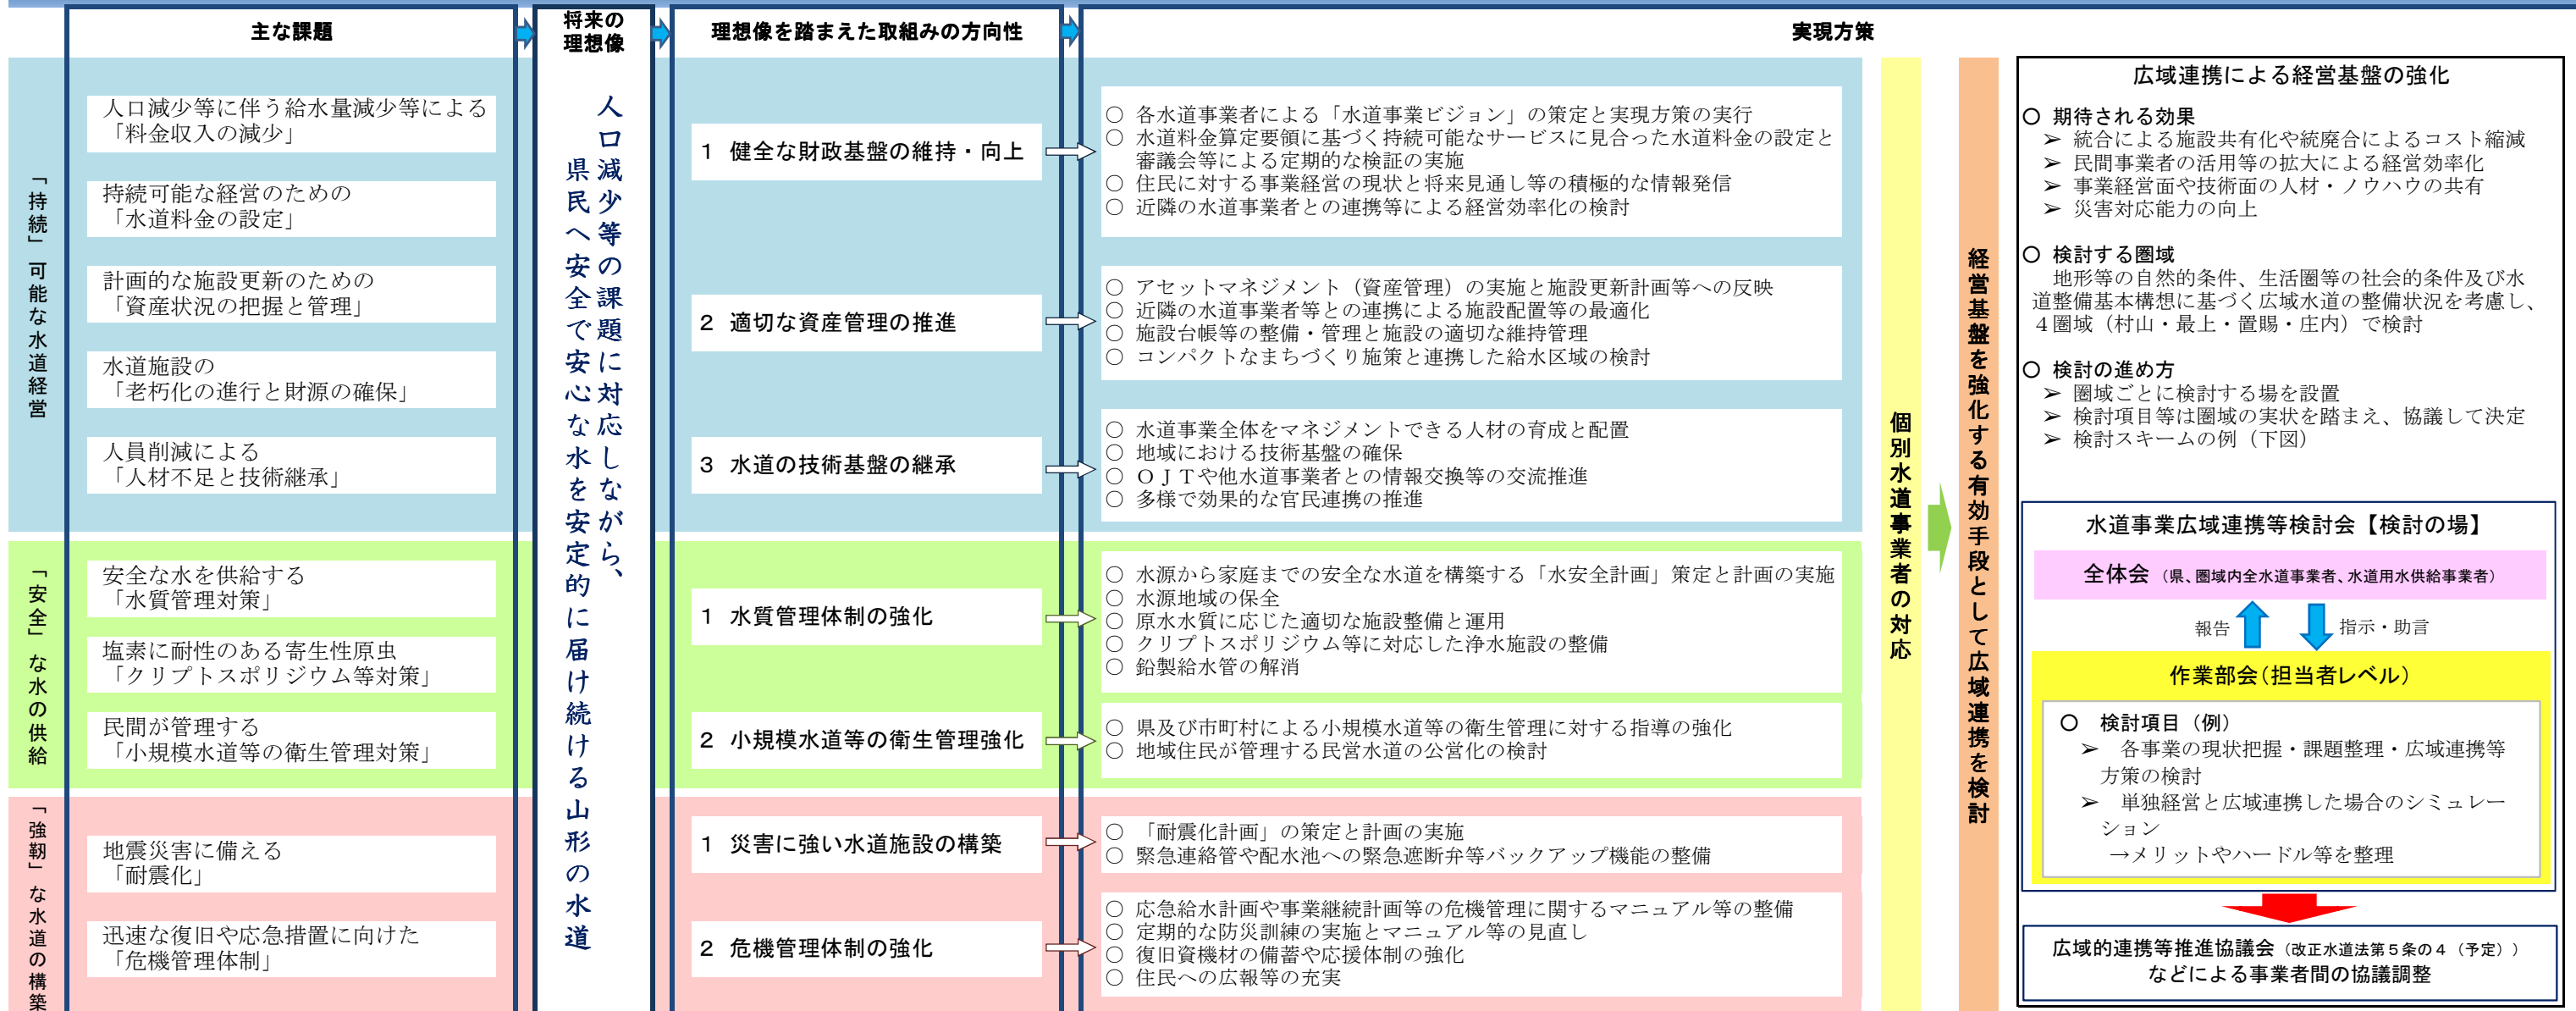 主な課題
将来の
理想像
理想像を踏まえた取組みの方向性
実現方策
「持続」可能な水道経営
人口減少等に伴う給水量減少等による
「料金収入の減少」
持続可能な経営のための
「水道料金の設定」
計画的な施設更新のための
「資産状況の把握と管理」
水道施設の
「老朽化の進行と財源の確保」
人員削減による
「人材不足と技術継承」
「安全」な水の供給
安全な水を供給する
「水質管理対策」
塩素に耐性のある寄生性原虫
「クリプトスポリジウム等対策」
民間が管理する
「小規模水道等の衛生管理対策」
「強靭」な水道の構築
地震災害に備える
「耐震化」
迅速な復旧や応急措置に向けた
「危機管理体制」
人口減少等の課題に対応しながら、
県民へ安全で安心な水を安定的に届け続ける山形の水道
1 健全な財政基盤の維持・向上
○ 各水道事業者による「水道事業ビジョン」の策定と実現方策の実行
○ 水道料金算定要領に基づく持続可能なサービスに見合った水道料金の設定と
審議会等による定期的な検証の実施
○ 住民に対する事業経営の現状と将来見通し等の積極的な情報発信
○ 近隣の水道事業者との連携等による経営効率化の検討
2 適切な資産管理の推進
○ アセットマネジメント（資産管理）の実施と施設更新計画等への反映
○ 近隣の水道事業者等との連携による施設配置等の最適化
○ 施設台帳等の整備・管理と施設の適切な維持管理
○ コンパクトなまちづくり施策と連携した給水区域の検討
3 水道の技術基盤の継承
○ 水道事業全体をマネジメントできる人材の育成と配置
○ 地域における技術基盤の確保
○ ＯＪＴや他水道事業者との情報交換等の交流推進
○ 多様で効果的な官民連携の推進
1 水質管理体制の強化
○ 水源から家庭までの安全な水道を構築する「水安全計画」策定と計画の実施
○ 水源地域の保全
○ 原水水質に応じた適切な施設整備と運用
○ クリプトスポリジウム等に対応した浄水施設の整備
○ 鉛製給水管の解消
2 小規模水道等の衛生管理強化
○ 県及び市町村による小規模水道等の衛生管理に対する指導の強化
○ 地域住民が管理する民営水道の公営化の検討
1 災害に強い水道施設の構築
○ 「耐震化計画」の策定と計画の実施
○ 緊急連絡管や配水池への緊急遮断弁等バックアップ機能の整備
2 危機管理体制の強化
○ 応急給水計画や事業継続計画等の危機管理に関するマニュアル等の整備
○ 定期的な防災訓練の実施とマニュアル等の見直し
○ 復旧資機材の備蓄や応援体制の強化
○ 住民への広報等の充実
個別水道事業者の対応
経営基盤を強化する有効手段として広域連携を検討
広域連携による経営基盤の強化
○ 期待される効果
➢ 統合による施設共有化や統廃合によるコスト縮減
➢ 民間事業者の活用等の拡大による経営効率化
➢ 事業経営面や技術面の人材・ノウハウの共有
➢ 災害対応能力の向上
○ 検討する圏域
地形等の自然的条件、生活圏等の社会的条件及び水
道整備基本構想に基づく広域水道の整備状況を考慮し、
４圏域（村山・最上・置賜・庄内）で検討
○ 検討の進め方
➢ 圏域ごとに検討する場を設置
➢ 検討項目等は圏域の実状を踏まえ、協議して決定
➢ 検討スキームの例（下図）
水道事業広域連携等検討会【検討の場】
全体会（県、圏域内全水道事業者、水道用水供給事業者）
報告 指示・助言
作業部会（担当者レベル）
○ 検討項目（例）
➢ 各事業の現状把握・課題整理・広域連携等
方策の検討
➢ 単独経営と広域連携した場合のシミュレー
ション
→メリットやハードル等を整理
広域的連携等推進協議会（改正水道法第５条の４（予定））
などによる事業者間の協議調整